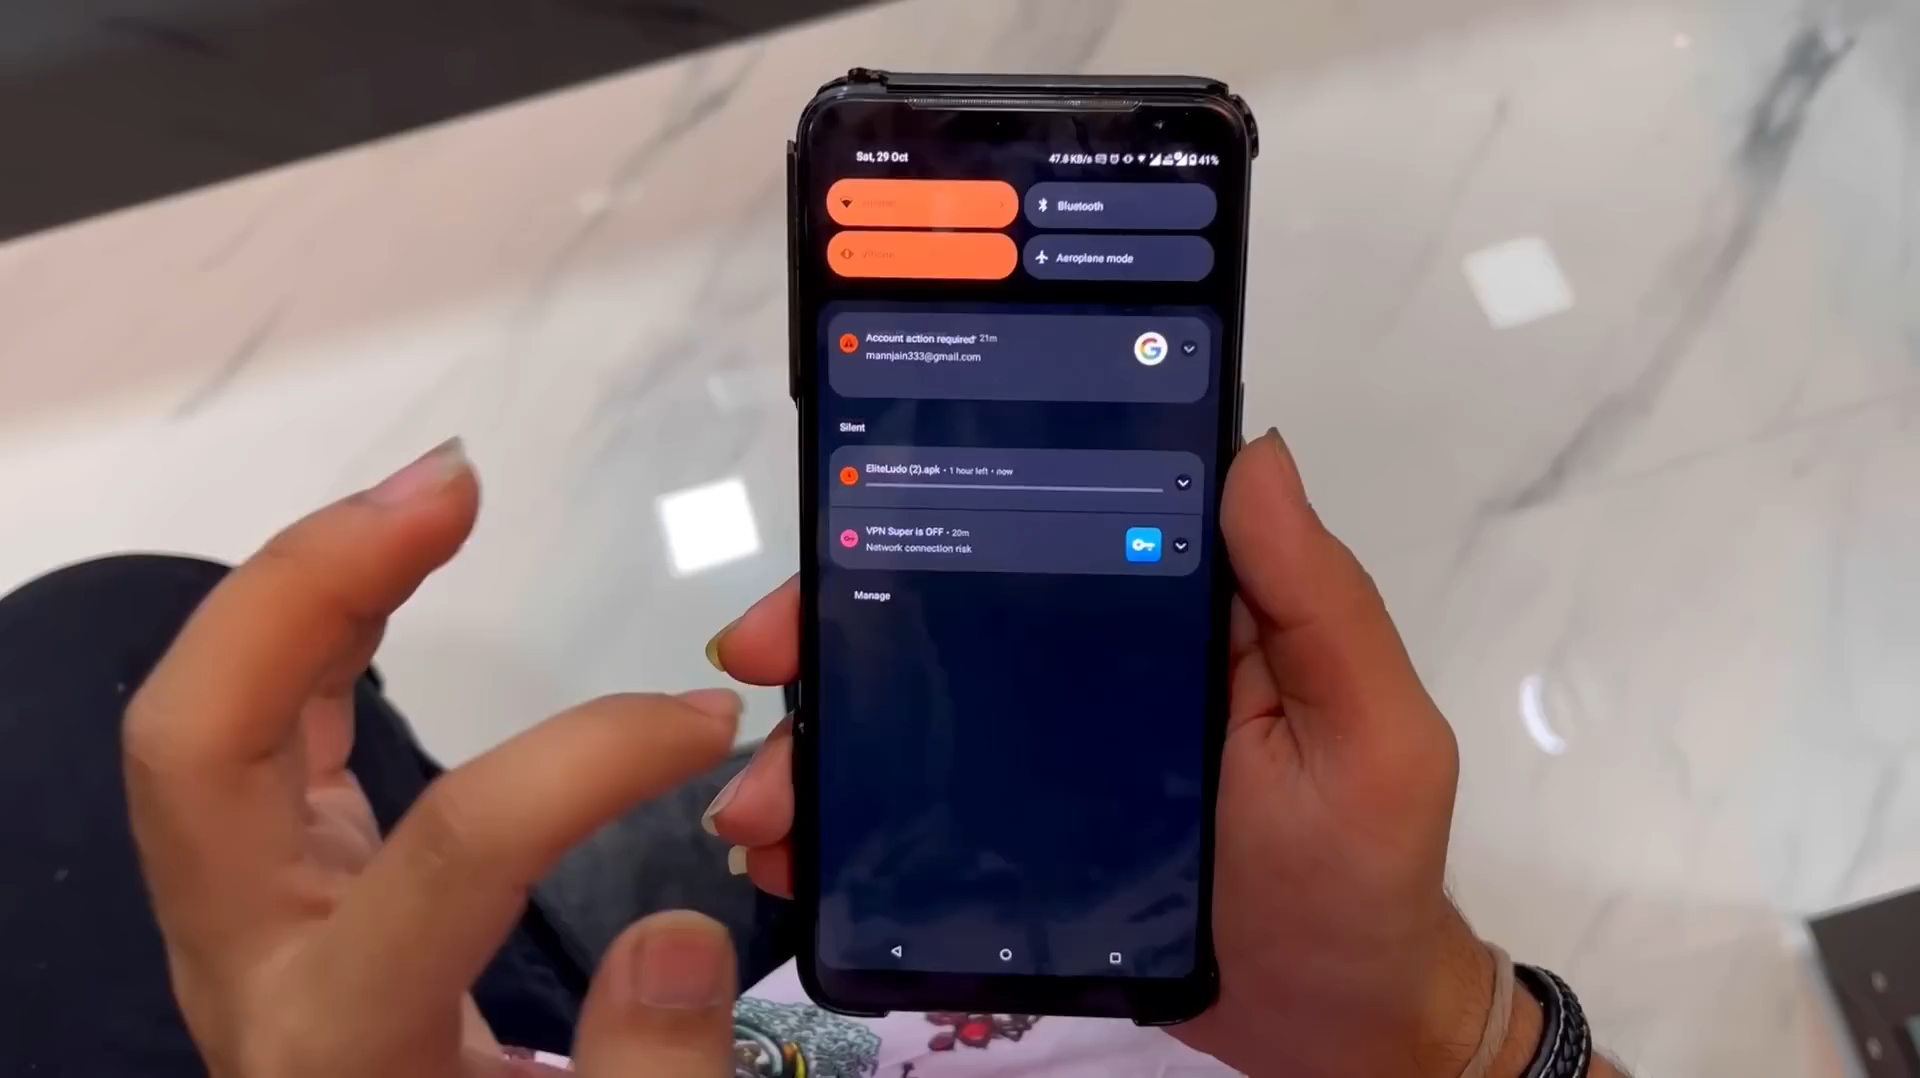 Sat, 29 Oct
47.8 KB/s 41%
Bluetooth
Vibrate
Aeroplane mode
Account action required 21m
mannjain333@gmail.com
Silent
EliteLudo (2).apk • 1 hour left • now
VPN Super is OFF • 20m
Network connection risk
Manage